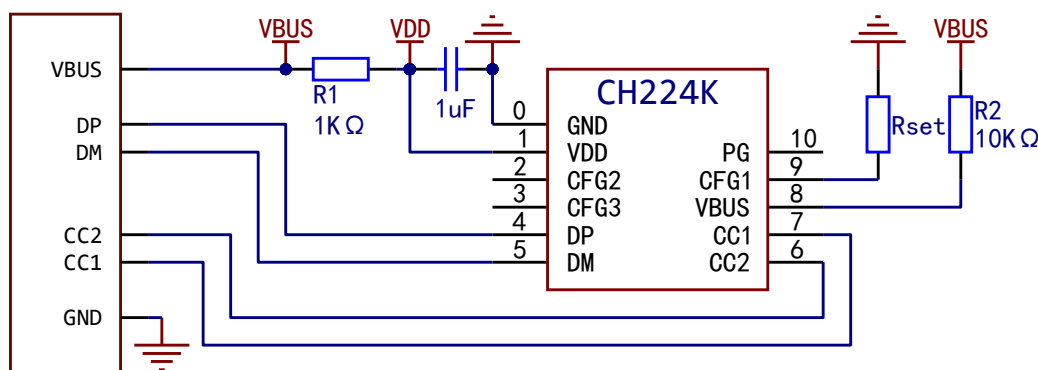 VBUS
DP
DM
CC2
CC1
GND
VBUS
R1
1KΩ
VDD
1uF
CH224K
0
GND
1
VDD
2
CFG2
3
CFG3
4
DP
5
DM
PG
10
CFG1
9
VBUS
8
CC1
7
CC2
6
Rset
VBUS
R2
10KΩ